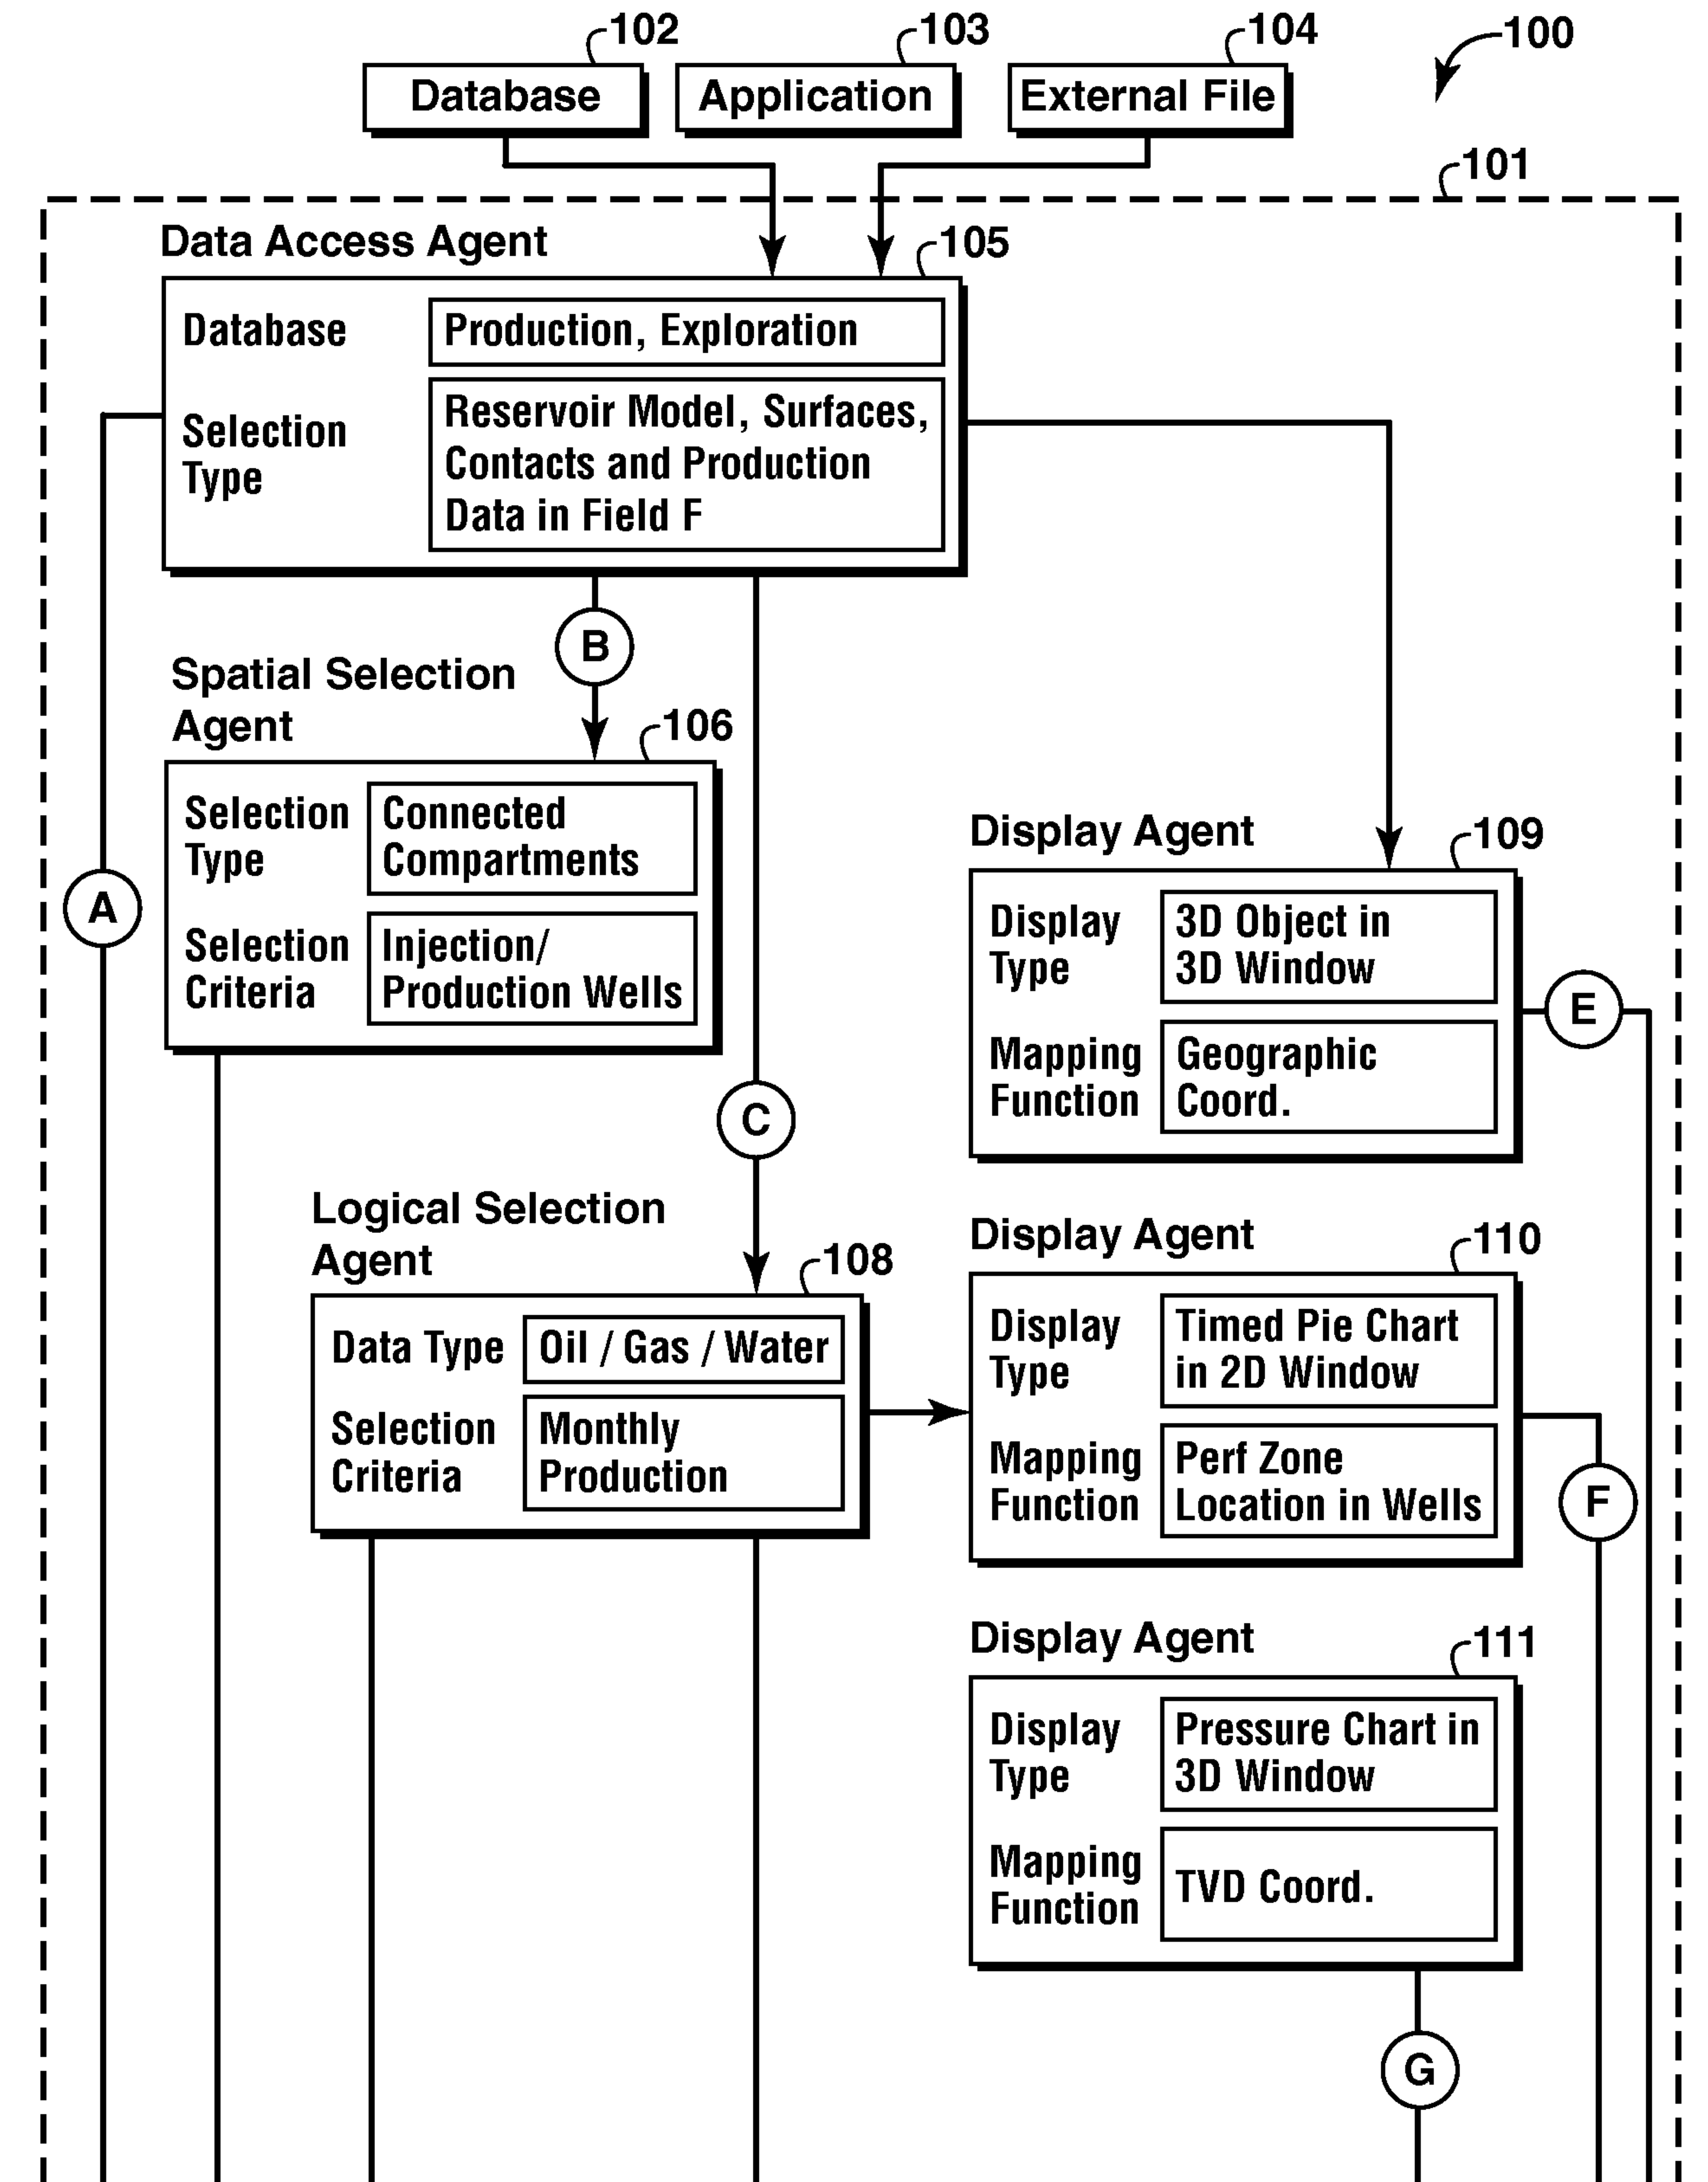 102
103
104
100
Database
Application
External File
101
Data Access Agent
105
Database
Production, Exploration
Selection
Type
Reservoir Model, Surfaces,
Contacts and Production
Data in Field F
B
Spatial Selection
Agent
106
Selection
Type
Connected
Compartments
Selection
Criteria
Injection/
Production Wells
A
Display Agent
109
Display
Type
3D Object in
3D Window
E
Mapping
Function
Geographic
Coord.
C
Logical Selection
Agent
108
Data Type
Oil / Gas / Water
Selection
Criteria
Monthly
Production
Display Agent
110
Display
Type
Timed Pie Chart
in 2D Window
Mapping
Function
Perf Zone
Location in Wells
F
Display Agent
111
Display
Type
Pressure Chart in
3D Window
Mapping
Function
TVD Coord.
G